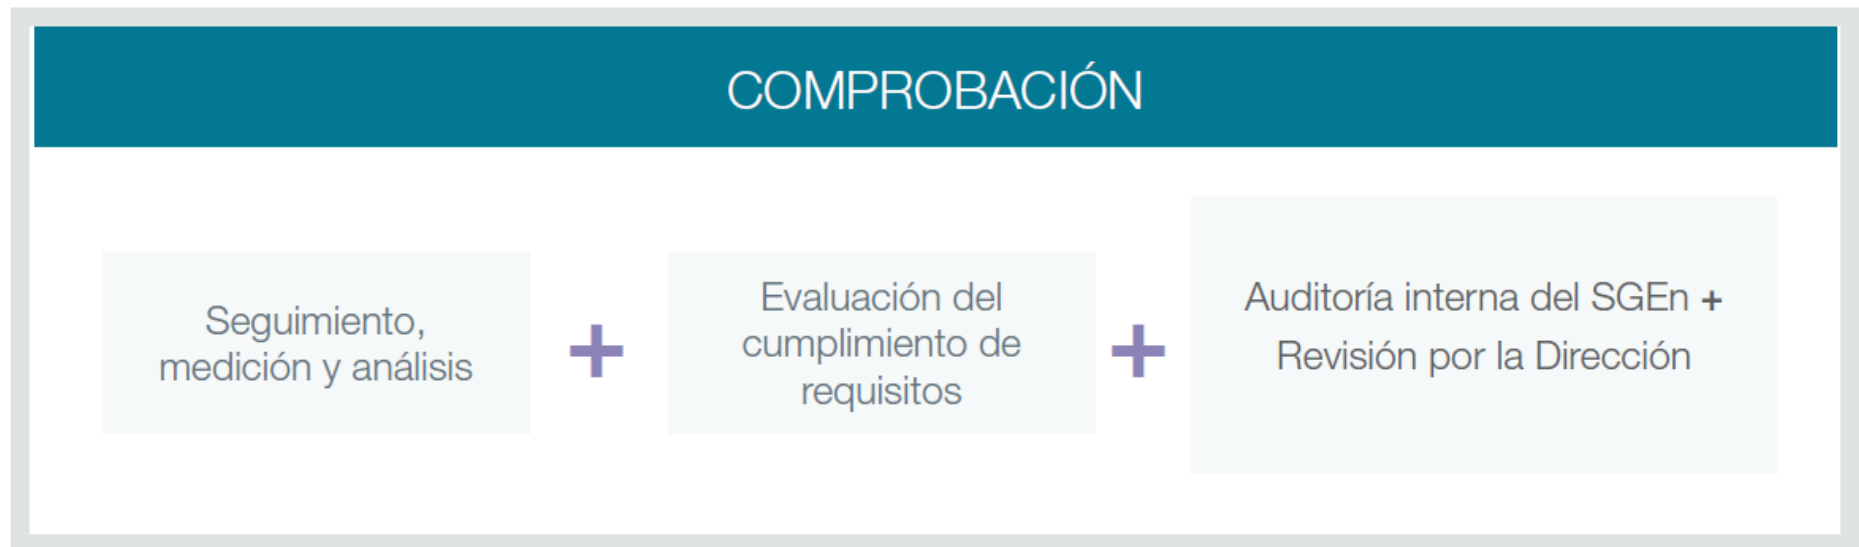 COMPROBACIÓN
Seguimiento,
medición y análisis
+
Evaluación del
cumplimiento de
requisitos
+
Auditoría interna del SGEn +
Revisión por la Dirección